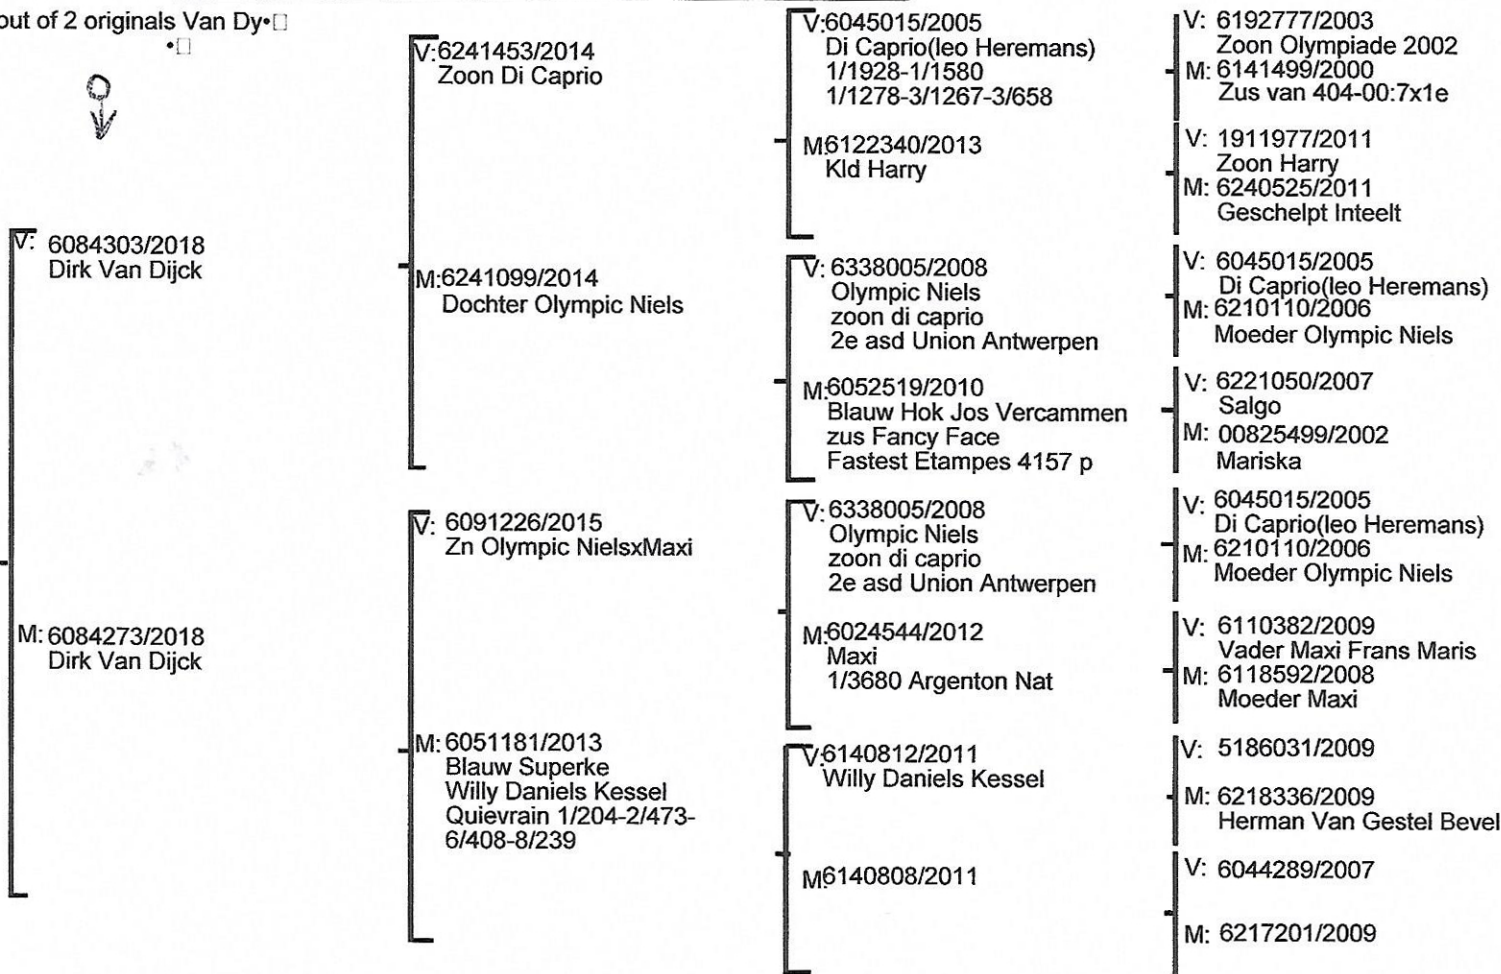 out of 2 originals Van Dy•
•
V: 6084303/2018
Dirk Van Dijck
M: 6084273/2018
Dirk Van Dijck
V:6241453/2014
Zoon Di Caprio
M:6241099/2014
Dochter Olympic Niels
V: 6091226/2015
Zn Olympic NielsxMaxi
M: 6051181/2013
Blauw Superke
Willy Daniels Kessel
Quievrain 1/204-2/473-
6/408-8/239
V:6045015/2005
Di Caprio(leo Heremans)
1/1928-1/1580
1/1278-3/1267-3/658
M:6122340/2013
Kld Harry
V: 6338005/2008
Olympic Niels
zoon di caprio
2e asd Union Antwerpen
M:6052519/2010
Blauw Hok Jos Vercammen
zus Fancy Face
Fastest Etampes 4157 p
V: 6338005/2008
Olympic Niels
zoon di caprio
2e asd Union Antwerpen
M:6024544/2012
Maxi
1/3680 Argenton Nat
V:6140812/2011
Willy Daniels Kessel
M:6140808/2011
V: 6192777/2003
Zoon Olympiade 2002
M: 6141499/2000
Zus van 404-00:7x1e
V: 1911977/2011
Zoon Harry
M: 6240525/2011
Geschelpt Inteelt
V: 6045015/2005
Di Caprio(leo Heremans)
M: 6210110/2006
Moeder Olympic Niels
V: 6221050/2007
Salgo
M: 00825499/2002
Mariska
V: 6045015/2005
Di Caprio(leo Heremans)
M: 6210110/2006
Moeder Olympic Niels
V: 6110382/2009
Vader Maxi Frans Maris
M: 6118592/2008
Moeder Maxi
V: 5186031/2009
M: 6218336/2009
Herman Van Gestel Bevel
V: 6044289/2007
M: 6217201/2009